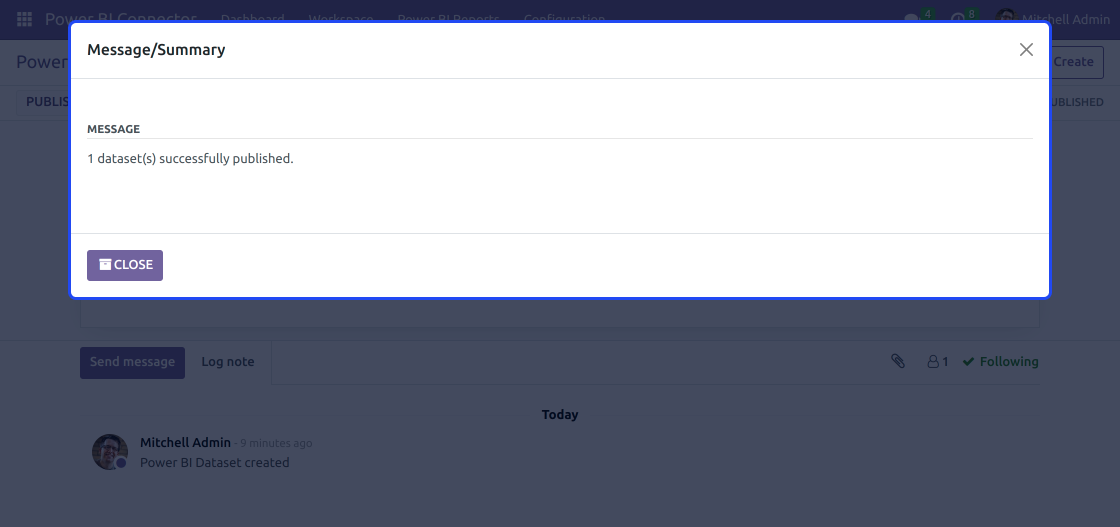 Power BI Connector Dashboard Workspace Power BI Reports Configuration 4 8 Mitchell Admin
Message/Summary
Power
Create
PUBLIS
UBLISHED
MESSAGE
1 dataset(s) successfully published.
CLOSE
Send message Log note 1 Following
Today
Mitchell Admin - 9 minutes ago
Power BI Dataset created